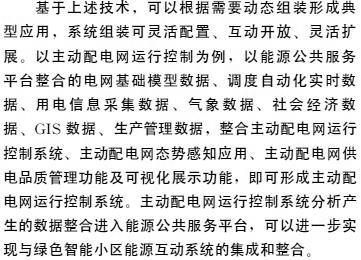 基于上述技术，可以根据需要动态组装形成典
型应用，系统组装可灵活配置、互动开放、灵活扩
展。以主动配电网运行控制为例，以能源公共服务
平台整合的电网基础模型数据、调度自动化实时数
据、用电信息采集数据、气象数据、社会经济数
据、GIS 数据、生产管理数据，整合主动配电网运行
控制系统、主动配电网态势感知应用、主动配电网供
电品质管理功能及可视化展示功能，即可形成主动配
电网运行控制系统。主动配电网运行控制系统分析产
生的数据整合进入能源公共服务平台，可以进一步实
现与绿色智能小区能源互动系统的集成和整合。